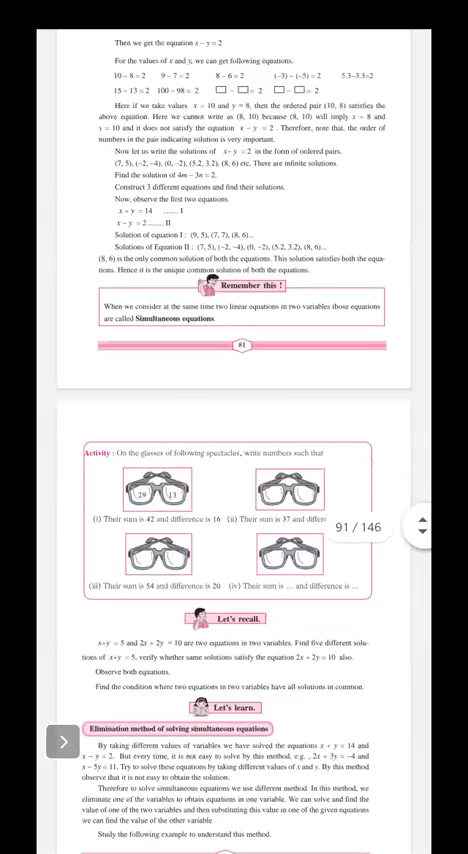 Then we get the equation x – y = 2
For the values of x and y, we can get following equations.
10 – 8 = 2 9 – 7 = 2 8 – 6 = 2 (–3) – (–5) = 2 5.3–3.3=2
15 – 13 = 2 100 – 98 = 2 □ – □ = 2 □ – □ = 2
Here if we take values x = 10 and y = 8, then the ordered pair (10, 8) satisfies the
above equation. Here we cannot write as (8, 10) because (8, 10) will imply x = 8 and
y = 10 and it does not satisfy the equation x – y = 2 . Therefore, note that, the order of
numbers in the pair indicating solution is very important.
Now let us write the solutions of x– y = 2 in the form of ordered pairs.
(7, 5), (–2, –4), (0, –2), (5.2, 3.2), (8, 6) etc. There are infinite solutions.
Find the solution of 4m – 3n = 2.
Construct 3 different equations and find their solutions.
Now, observe the first two equations.
x + y = 14 ........ I
x – y = 2 ........ II
Solution of equation I : (9, 5), (7, 7), (8, 6)...
Solutions of Equation II : (7, 5), (–2, –4), (0, –2), (5.2, 3.2), (8, 6)...
(8, 6) is the only common solution of both the equations. This solution satisfies both the equa-
tions. Hence it is the unique common solution of both the equations.
Remember this !
When we consider at the same time two linear equations in two variables those equations
are called Simultaneous equations.
81
Activity : On the glasses of following spectacles, write numbers such that
29 13
(i) Their sum is 42 and difference is 16 (ii) Their sum is 37 and differ
91 / 146
(iii) Their sum is 54 and difference is 20 (iv) Their sum is ... and difference is ...
Let's recall.
x+y = 5 and 2x + 2y = 10 are two equations in two variables. Find five different solu-
tions of x+y = 5, verify whether same solutions satisfy the equation 2x + 2y = 10 also.
Observe both equations.
Find the condition where two equations in two variables have all solutions in common.
Let's learn.
Elimination method of solving simultaneous equations
By taking different values of variables we have solved the equations x + y = 14 and
x – y = 2. But every time, it is not easy to solve by this method, e.g. , 2x + 3y = –4 and
x – 5y = 11. Try to solve these equations by taking different values of x and y. By this method
observe that it is not easy to obtain the solution.
Therefore to solve simultaneous equations we use different method. In this method, we
eliminate one of the variables to obtain equations in one variable. We can solve and find the
value of one of the two variables and then substituting this value in one of the given equations
we can find the value of the other variable
Study the following example to understand this method.